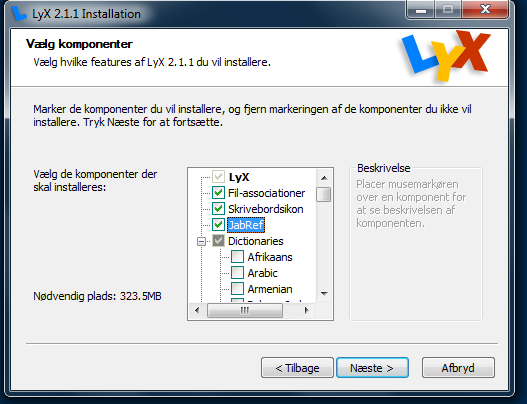 LyX 2.1.1 Installation
Vælg komponenter
Vælg hvilke features af LyX 2.1.1 du vil installere.
LYX
Marker de komponenter du vil installere, og fjern markeringen af de komponenter du ikke vil
installere. Tryk Næste for at fortsætte.
Vælg de komponenter der
skal installeres:
LyX
Fil-associationer
Skrivebordsikon
JabRef
Dictionaries
Afrikaans
Arabic
Armenian
Beskrivelse
Placer musemarkøren
over en komponent for
at se beskrivelsen af
komponenten.
Nødvendig plads: 323.5MB
< Tilbage
Næste >
Afbryd